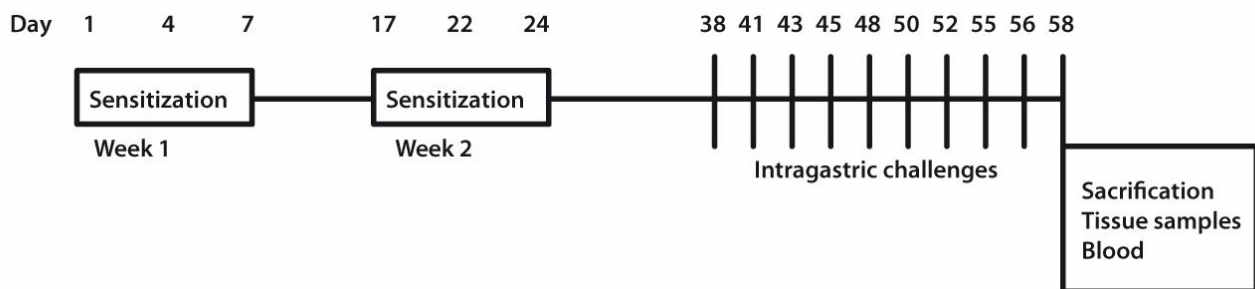 Day 1 4 7 17 22 24 38 41 43 45 48 50 52 55 56 58
Sensitization Sensitization
Week 1 Week 2
Intragastric challenges
Sacrification
Tissue samples
Blood